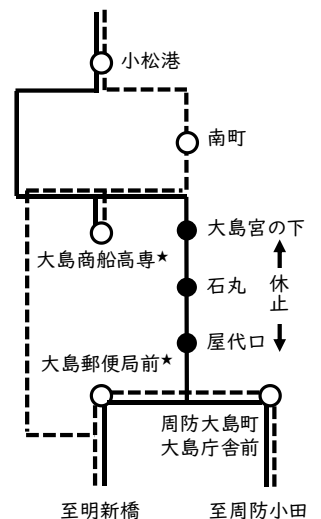 小松港
南町
大島宮の下
大島商船高専★
石丸
休止
屋代口
大島郵便局前★
周防大島町
大島庁舎前
至明新橋
至周防小田